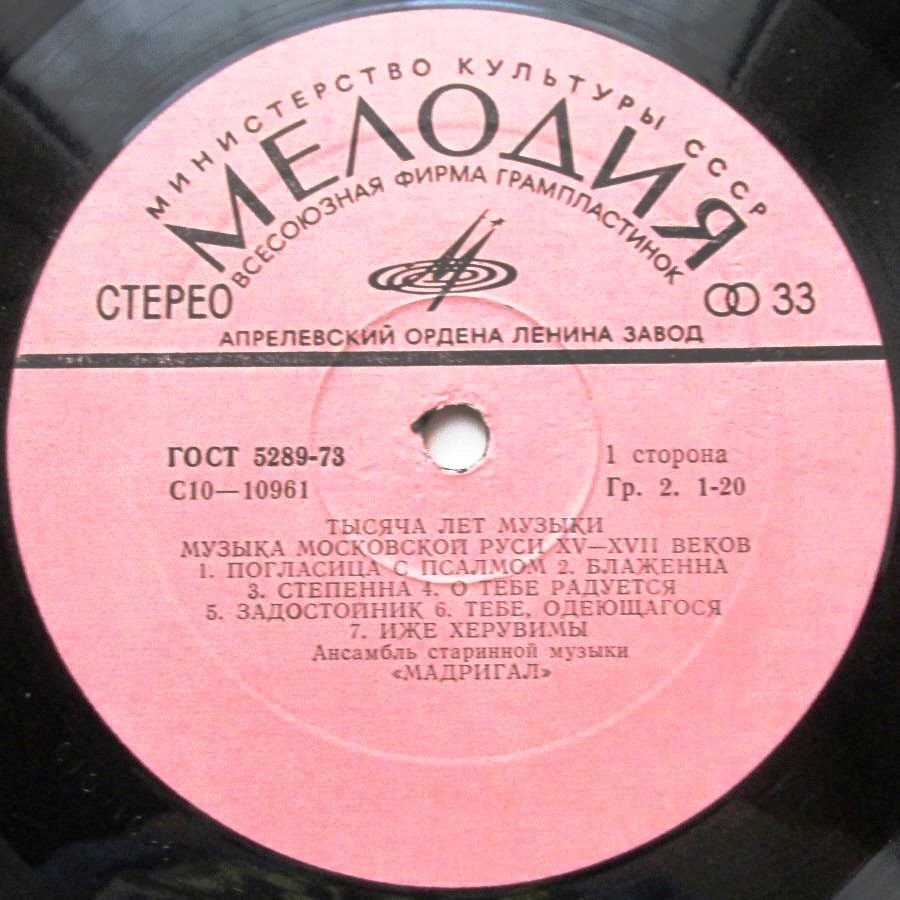 МИНИСТЕРСТВО КУЛЬТУРЫ СССР
МЕЛОДИЯ
ВСЕСОЮЗНАЯ ФИРМА ГРАМПЛАСТИНОК
СТЕРЕО
33
АПРЕЛЕВСКИЙ ОРДЕНА ЛЕНИНА ЗАВОД
ГОСТ 5289-73
1 сторона
С10—10961
Гр. 2. 1-20
ТЫСЯЧА ЛЕТ МУЗЫКИ
МУЗЫКА МОСКОВСКОЙ РУСИ XV—XVII ВЕКОВ
1. ПОГЛАСИЦА С ПСАЛМОМ 2. БЛАЖЕННА
3. СТЕПЕННА 4. О ТЕБЕ РАДУЕТСЯ
5. ЗАДОСТОЙНИК 6. ТЕБЕ, ОДЕЮЩАГОСЯ
7. ИЖЕ ХЕРУВИМЫ
Ансамбль старинной музыки
«МАДРИГАЛ»